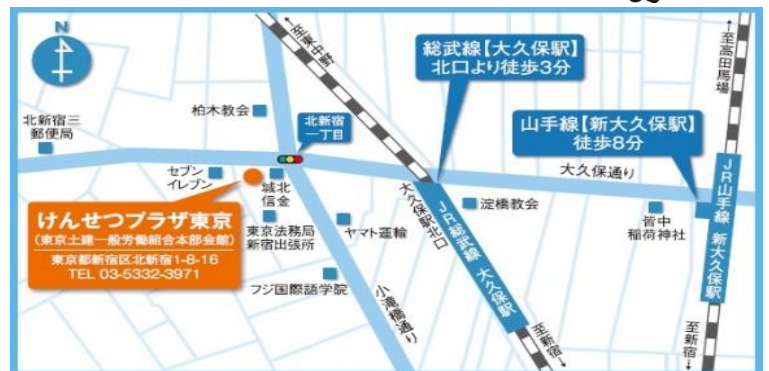 N
←至東中野
総武線【大久保駅】
北口より徒歩3分
←至高田馬場
柏木教会
北新宿
一丁目
山手線【新大久保駅】
徒歩8分
北新宿三
郵便局
大久保通り
セブン
イレブン
城北
信金
淀橋教会
大久保駅北口
JR総武線 大久保駅
JR山手線 新大久保駅
皆中
稲荷神社
けんせつプラザ東京
(東京土建一般労働組合本部会館)
東京都新宿区北新宿1-8-16
TEL 03-5332-3971
東京法務局
新宿出張所
ヤマト運輸
フジ国際語学院
小滝橋通り
至新宿→
至新宿→